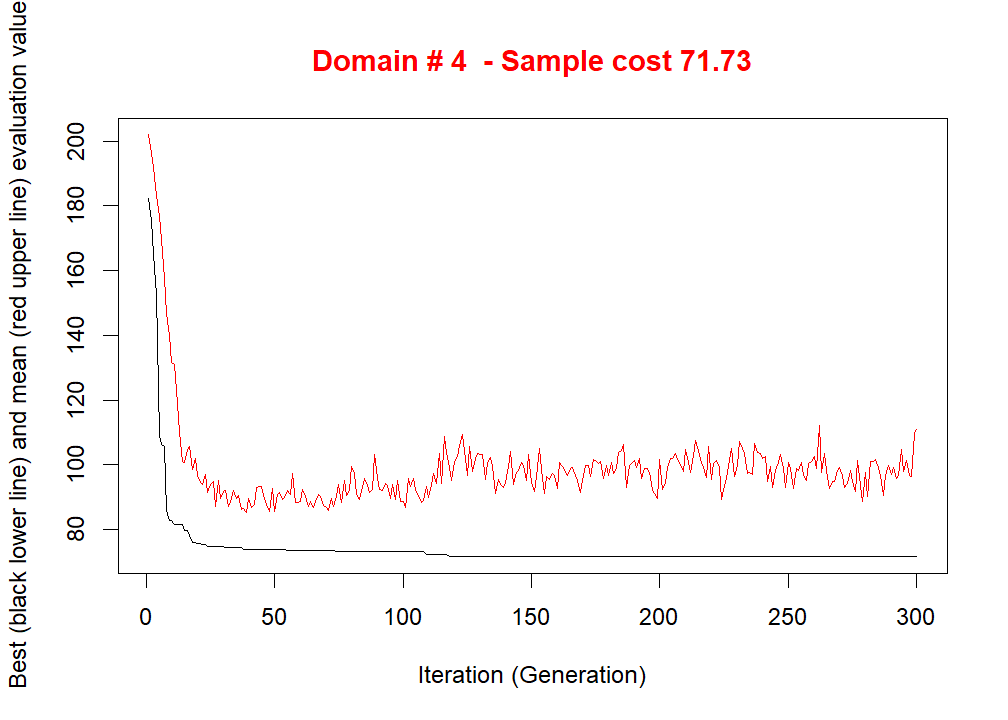 Domain # 4  - Sample cost 71.73
Best (black lower line) and mean (red upper line) evaluation value
200
180
160
140
120
100
80
0 50 100 150 200 250 300
Iteration (Generation)